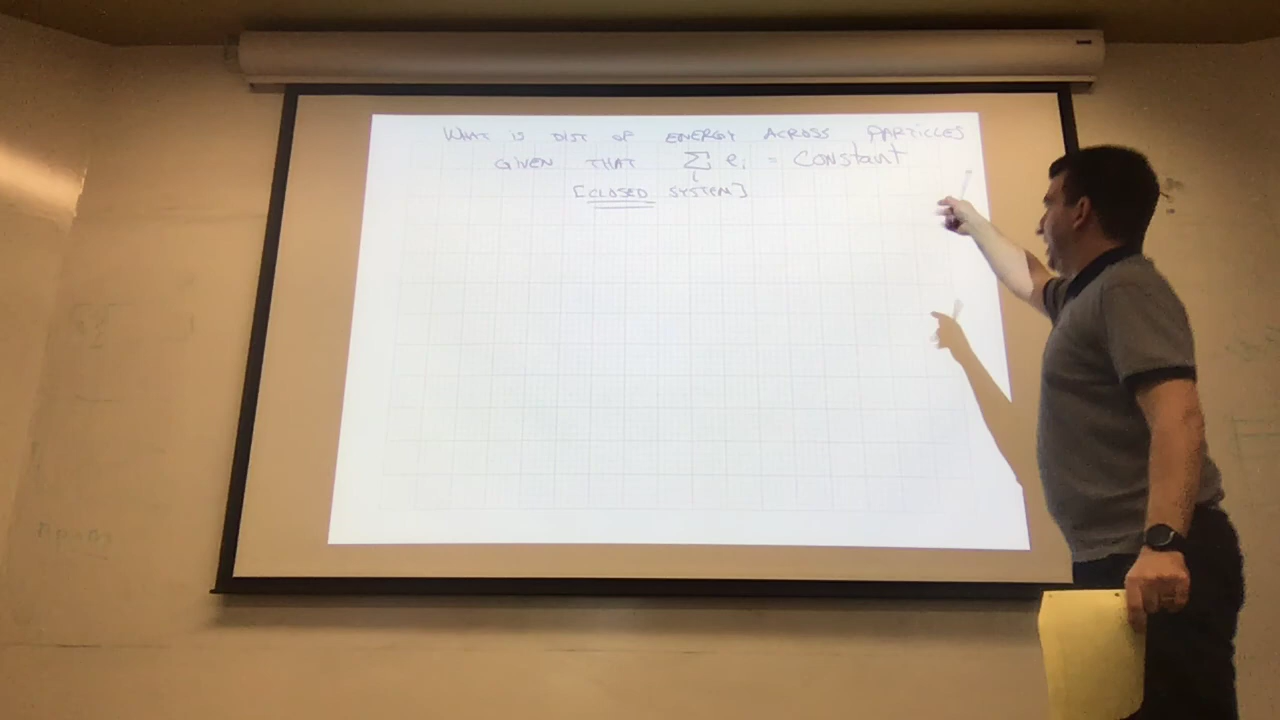 WHAT IS DIST OF ENERGY ACROSS PARTICLES
GIVEN THAT ∑ᵢ eᵢ = CONSTANT
[CLOSED SYSTEM]